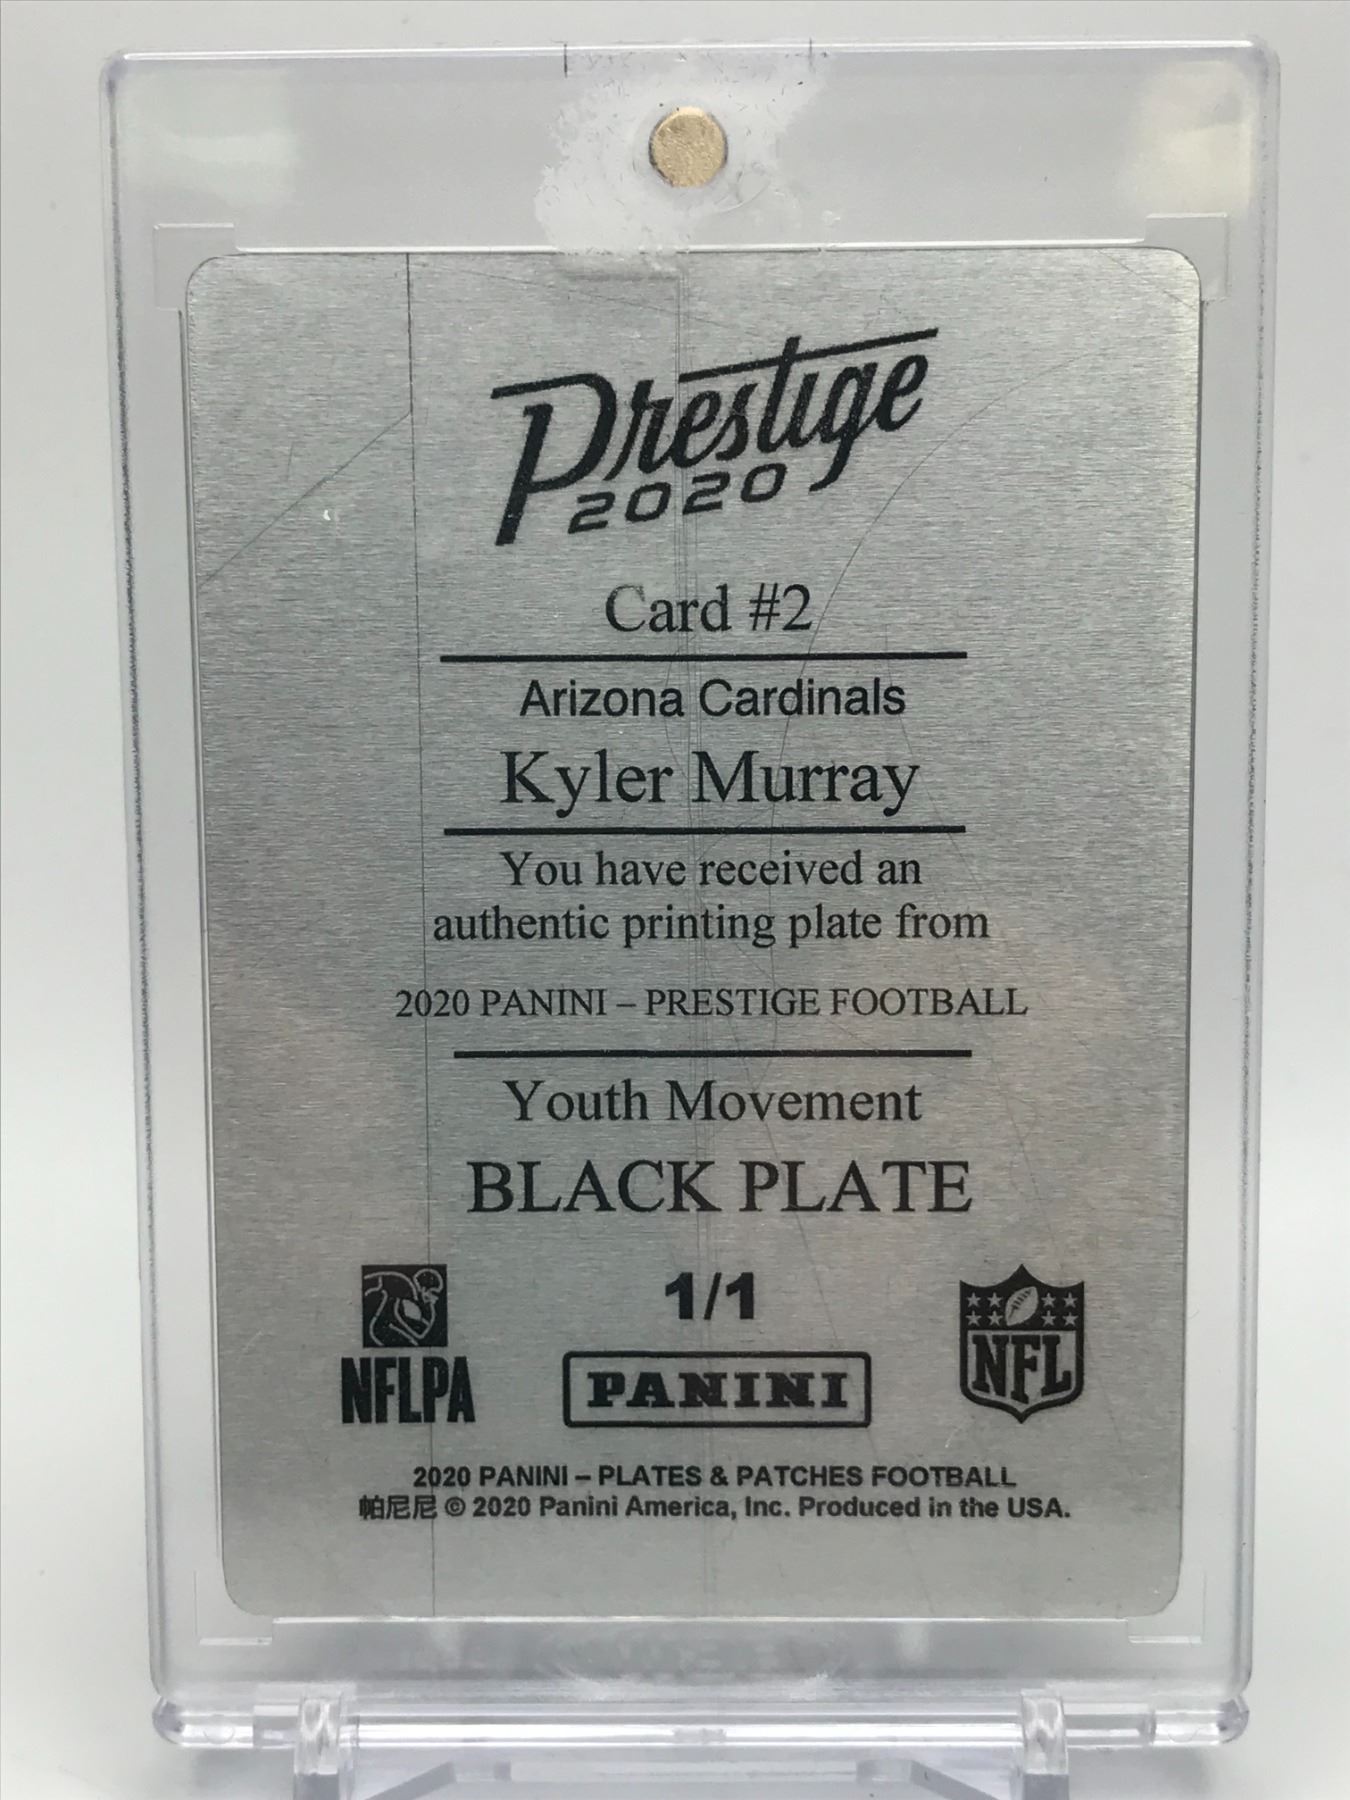 Prestige
2020
Card #2
Arizona Cardinals
Kyler Murray
You have received an
authentic printing plate from
2020 PANINI – PRESTIGE FOOTBALL
Youth Movement
BLACK PLATE
1/1
NFLPA
PANINI
NFL
2020 PANINI – PLATES & PATCHES FOOTBALL
帕尼尼 © 2020 Panini America, Inc. Produced in the USA.